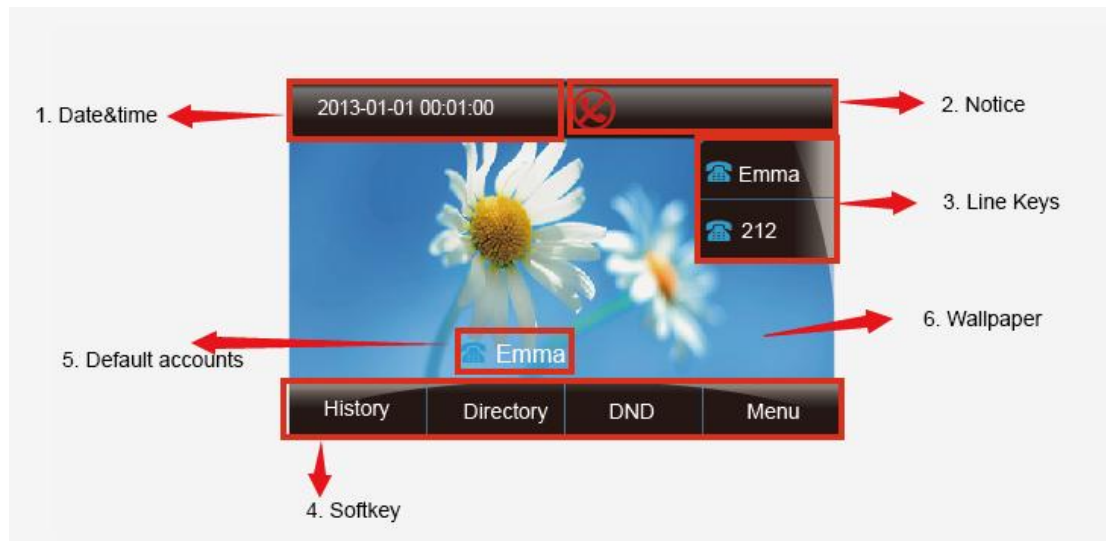 1. Date&time
2013-01-01 00:01:00
2. Notice
Emma
212
3. Line Keys
6. Wallpaper
5. Default accounts
Emma
History Directory DND Menu
4. Softkey